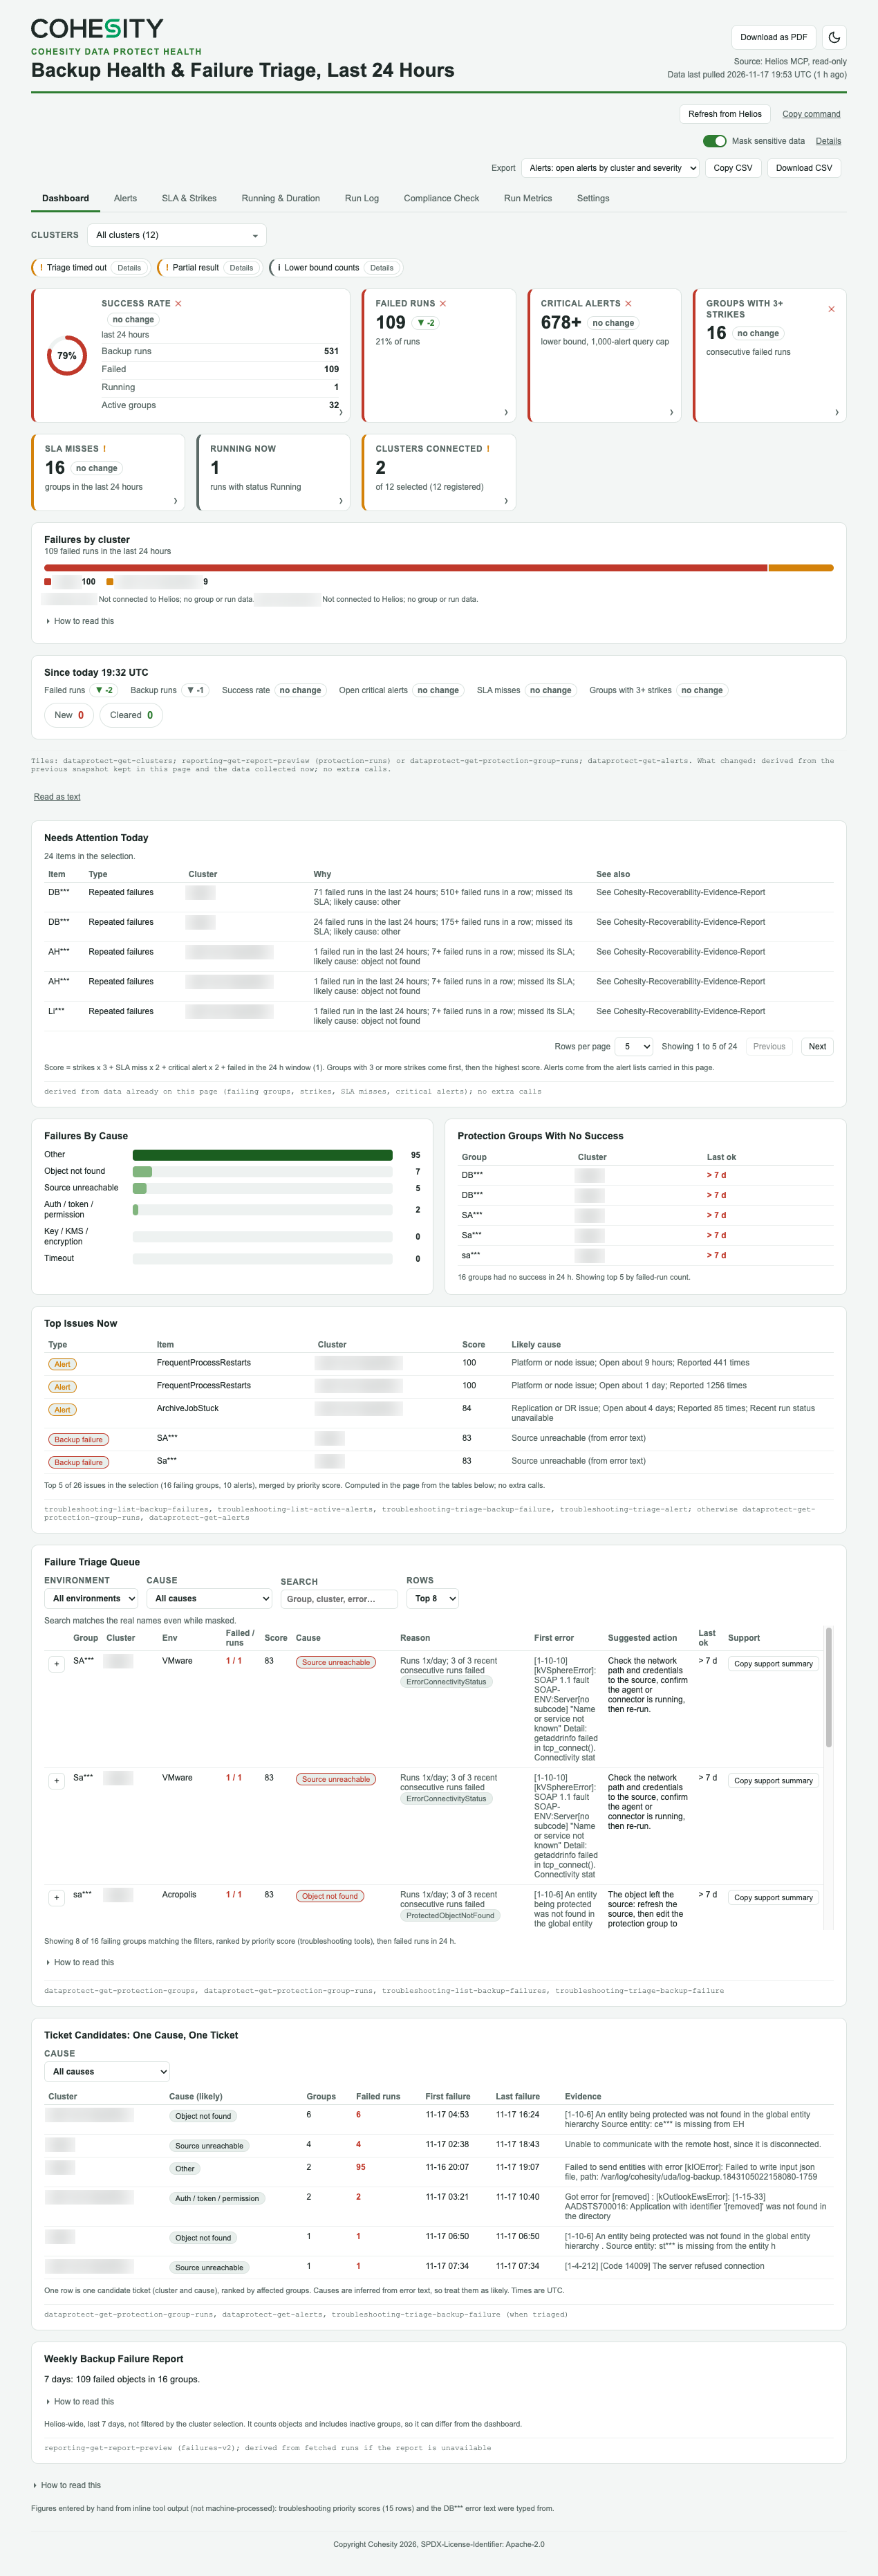 COHESITY
COHESITY DATA PROTECT HEALTH
Backup Health & Failure Triage, Last 24 Hours
Download as PDF
Source: Helios MCP, read-only
Data last pulled 2026-11-17 19:53 UTC (1 h ago)
Refresh from Helios Copy command
Mask sensitive data Details
Export Alerts: open alerts by cluster and severity Copy CSV Download CSV
Dashboard Alerts SLA & Strikes Running & Duration Run Log Compliance Check Run Metrics Settings
CLUSTERS All clusters (12)
! Triage timed out Details ! Partial result Details i Lower bound counts Details
SUCCESS RATE ✕
no change
last 24 hours
79%
Backup runs 531
Failed 109
Running 1
Active groups 32
FAILED RUNS ✕
109 ▼ -2
21% of runs
CRITICAL ALERTS ✕
678+ no change
lower bound, 1,000-alert query cap
GROUPS WITH 3+ STRIKES ✕
16 no change
consecutive failed runs
SLA MISSES !
16 no change
groups in the last 24 hours
RUNNING NOW
1
runs with status Running
CLUSTERS CONNECTED !
2
of 12 selected (12 registered)
Failures by cluster
109 failed runs in the last 24 hours
100 9
Not connected to Helios; no group or run data. Not connected to Helios; no group or run data.
How to read this
Since today 19:32 UTC
Failed runs ▼ -2 Backup runs ▼ -1 Success rate no change Open critical alerts no change SLA misses no change Groups with 3+ strikes no change
New 0 Cleared 0
Tiles: dataprotect-get-clusters; reporting-get-report-preview (protection-runs) or dataprotect-get-protection-group-runs; dataprotect-get-alerts. What changed: derived from the
previous snapshot kept in this page and the data collected now; no extra calls.
Read as text
Needs Attention Today
24 items in the selection.
Item Type Cluster Why See also
DB*** Repeated failures 71 failed runs in the last 24 hours; 510+ failed runs in a row; missed its SLA; likely cause: other See Cohesity-Recoverability-Evidence-Report
DB*** Repeated failures 24 failed runs in the last 24 hours; 175+ failed runs in a row; missed its SLA; likely cause: other See Cohesity-Recoverability-Evidence-Report
AH*** Repeated failures 1 failed run in the last 24 hours; 7+ failed runs in a row; missed its SLA; likely cause: object not found See Cohesity-Recoverability-Evidence-Report
AH*** Repeated failures 1 failed run in the last 24 hours; 7+ failed runs in a row; missed its SLA; likely cause: object not found See Cohesity-Recoverability-Evidence-Report
Li*** Repeated failures 1 failed run in the last 24 hours; 7+ failed runs in a row; missed its SLA; likely cause: object not found See Cohesity-Recoverability-Evidence-Report
Rows per page 5 Showing 1 to 5 of 24 Previous Next
Score = strikes x 3 + SLA miss x 2 + critical alert x 2 + failed in the 24 h window (1). Groups with 3 or more strikes come first, then the highest score. Alerts come from the alert lists carried in this page.
derived from data already on this page (failing groups, strikes, SLA misses, critical alerts); no extra calls
Failures By Cause
Other 95
Object not found 7
Source unreachable 5
Auth / token / permission 2
Key / KMS / encryption 0
Timeout 0
Protection Groups With No Success
Group Cluster Last ok
DB*** > 7 d
DB*** > 7 d
SA*** > 7 d
Sa*** > 7 d
sa*** > 7 d
16 groups had no success in 24 h. Showing top 5 by failed-run count.
Top Issues Now
Type Item Cluster Score Likely cause
Alert FrequentProcessRestarts 100 Platform or node issue; Open about 9 hours; Reported 441 times
Alert FrequentProcessRestarts 100 Platform or node issue; Open about 1 day; Reported 1256 times
Alert ArchiveJobStuck 84 Replication or DR issue; Open about 4 days; Reported 85 times; Recent run status unavailable
Backup failure SA*** 83 Source unreachable (from error text)
Backup failure Sa*** 83 Source unreachable (from error text)
Top 5 of 26 issues in the selection (16 failing groups, 10 alerts), merged by priority score. Computed in the page from the tables below; no extra calls.
troubleshooting-list-backup-failures, troubleshooting-list-active-alerts, troubleshooting-triage-backup-failure, troubleshooting-triage-alert; otherwise dataprotect-get-
protection-group-runs, dataprotect-get-alerts
Failure Triage Queue
ENVIRONMENT CAUSE SEARCH ROWS
All environments All causes Group, cluster, error... Top 8
Search matches the real names even while masked.
Group Cluster Env Failed / runs Score Cause Reason First error Suggested action Last ok Support
+ SA*** VMware 1 / 1 83 Source unreachable Runs 1x/day; 3 of 3 recent consecutive runs failed ErrorConnectivityStatus [1-10-10] [kVSphereError]: SOAP 1.1 fault SOAP-ENV:Server[no subcode] "Name or service not known" Detail: getaddrinfo failed in tcp_connect(). Connectivity stat Check the network path and credentials to the source, confirm the agent or connector is running, then re-run. > 7 d Copy support summary
+ Sa*** VMware 1 / 1 83 Source unreachable Runs 1x/day; 3 of 3 recent consecutive runs failed ErrorConnectivityStatus [1-10-10] [kVSphereError]: SOAP 1.1 fault SOAP-ENV:Server[no subcode] "Name or service not known" Detail: getaddrinfo failed in tcp_connect(). Connectivity stat Check the network path and credentials to the source, confirm the agent or connector is running, then re-run. > 7 d Copy support summary
+ sa*** Acropolis 1 / 1 83 Object not found Runs 1x/day; 3 of 3 recent consecutive runs failed ProtectedObjectNotFound [1-10-6] An entity being protected was not found in the global entity The object left the source: refresh the source, then edit the protection group to > 7 d Copy support summary
Showing 8 of 16 failing groups matching the filters, ranked by priority score (troubleshooting tools), then failed runs in 24 h.
How to read this
dataprotect-get-protection-groups, dataprotect-get-protection-group-runs, troubleshooting-list-backup-failures, troubleshooting-triage-backup-failure
Ticket Candidates: One Cause, One Ticket
CAUSE
All causes
Cluster Cause (likely) Groups Failed runs First failure Last failure Evidence
Object not found 6 6 11-17 04:53 11-17 16:24 [1-10-6] An entity being protected was not found in the global entity hierarchy Source entity: ce*** is missing from EH
Source unreachable 4 4 11-17 02:38 11-17 18:43 Unable to communicate with the remote host, since it is disconnected.
Other 2 95 11-16 20:07 11-17 19:07 Failed to send entities with error [kIOError]: Failed to write input json file, path: /var/log/cohesity/uda/log-backup.1843105022158080-1759
Auth / token / permission 2 2 11-17 03:21 11-17 10:40 Got error for [removed] : [kOutlookEwsError]: [1-15-33] AADSTS700016: Application with identifier '[removed]' was not found in the directory
Object not found 1 1 11-17 06:50 11-17 06:50 [1-10-6] An entity being protected was not found in the global entity hierarchy . Source entity: st*** is missing from the entity h
Source unreachable 1 1 11-17 07:34 11-17 07:34 [1-4-212] [Code 14009] The server refused connection
One row is one candidate ticket (cluster and cause), ranked by affected groups. Causes are inferred from error text, so treat them as likely. Times are UTC.
dataprotect-get-protection-group-runs, dataprotect-get-alerts, troubleshooting-triage-backup-failure (when triaged)
Weekly Backup Failure Report
7 days: 109 failed objects in 16 groups.
How to read this
Helios-wide, last 7 days, not filtered by the cluster selection. It counts objects and includes inactive groups, so it can differ from the dashboard.
reporting-get-report-preview (failures-v2); derived from fetched runs if the report is unavailable
How to read this
Figures entered by hand from inline tool output (not machine-processed): troubleshooting priority scores (15 rows) and the DB*** error text were typed from.
Copyright Cohesity 2026, SPDX-License-Identifier: Apache-2.0